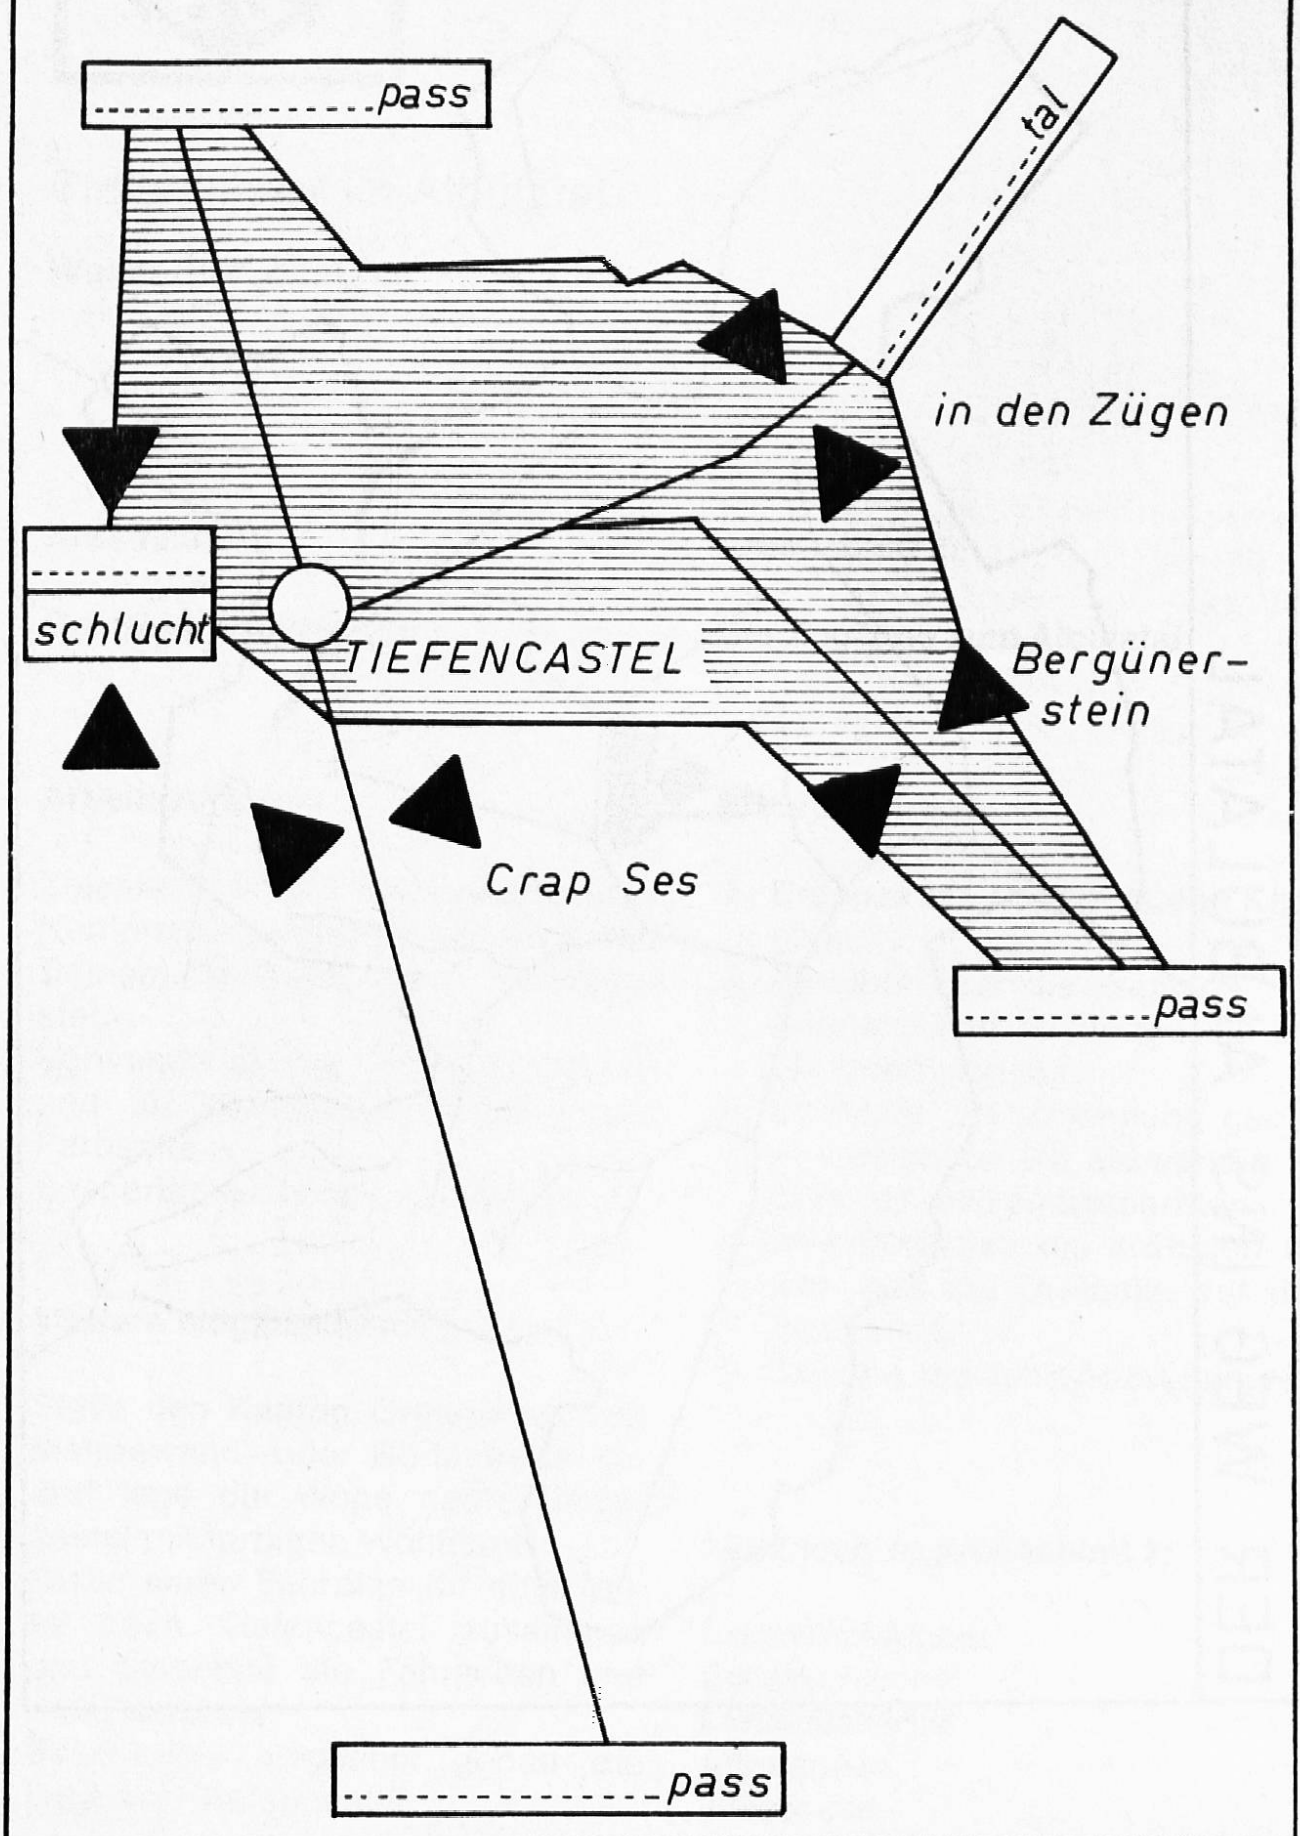 pass
tal
in den Zügen
schlucht
TIEFENCASTEL
Bergüner-
stein
Crap Ses
pass
pass